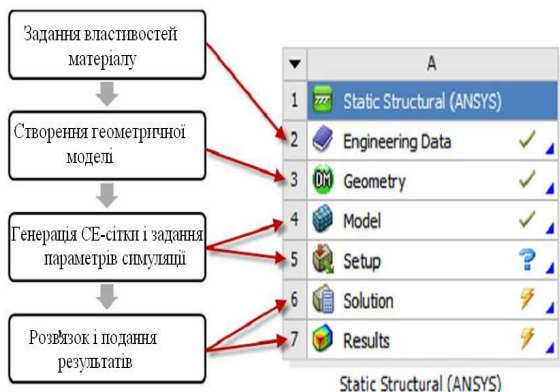 Задання властивостей
матеріалу
Створення геометричної
моделі
Генерація СЕ-сітки і задання
параметрів симуляції
Розв'язок і подання
результатів
A
1 Static Structural (ANSYS)
2 Engineering Data
3 DM Geometry
4 Model
5 Setup ?
6 Solution
7 Results
Static Structural (ANSYS)